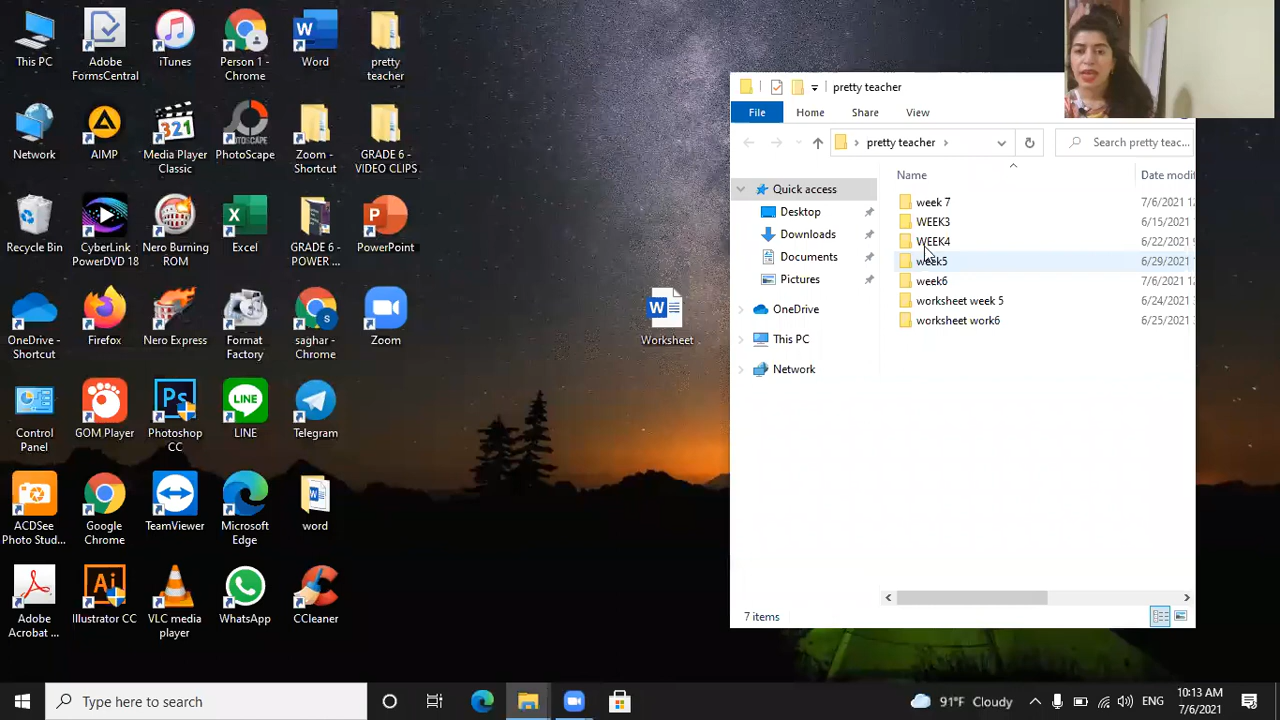 This PC
Adobe
FormsCentral
iTunes
Person 1 -
Chrome
Word
pretty
teacher
Network
AIMP
Media Player
Classic
PhotoScape
Zoom -
Shortcut
GRADE 6 -
VIDEO CLIPS
Recycle Bin
CyberLink
PowerDVD 18
Nero Burning
ROM
Excel
GRADE 6 -
POWER ...
PowerPoint
OneDrive -
Shortcut
Firefox
Nero Express
Format
Factory
saghar -
Chrome
Zoom
Control
Panel
GOM Player
Photoshop
CC
LINE
Telegram
ACDSee
Photo Stud...
Google
Chrome
TeamViewer
Microsoft
Edge
word
Adobe
Acrobat ...
Illustrator CC
VLC media
player
WhatsApp
CCleaner
Worksheet
pretty teacher
File
Home
Share
View
pretty teacher
Search pretty teac...
Quick access
Desktop
Downloads
Documents
Pictures
OneDrive
This PC
Network
Name
Date modif
week 7
7/6/2021 1
WEEK3
6/15/2021
WEEK4
6/22/2021
week5
6/29/2021
week6
7/6/2021 1
worksheet week 5
6/24/2021
worksheet work6
6/25/2021
7 items
Type here to search
91°F Cloudy
ENG
10:13 AM
7/6/2021